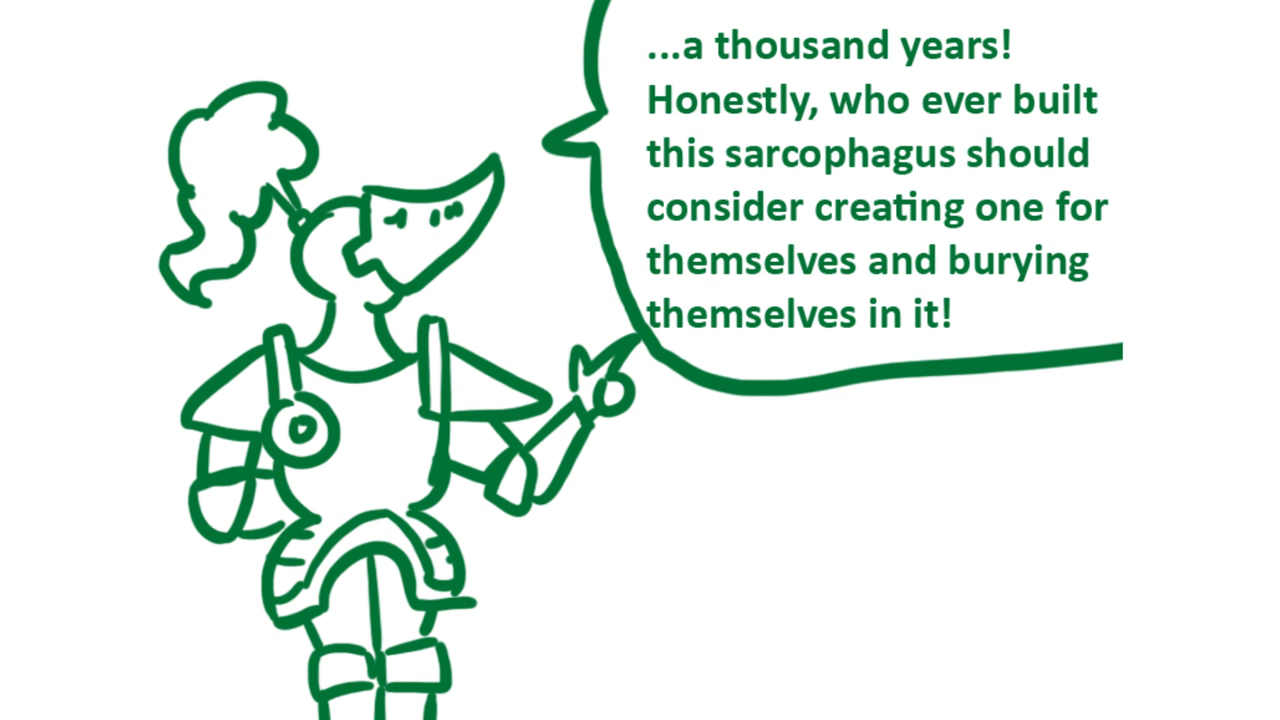 ...a thousand years!
Honestly, who ever built
this sarcophagus should
consider creating one for
themselves and burying
themselves in it!